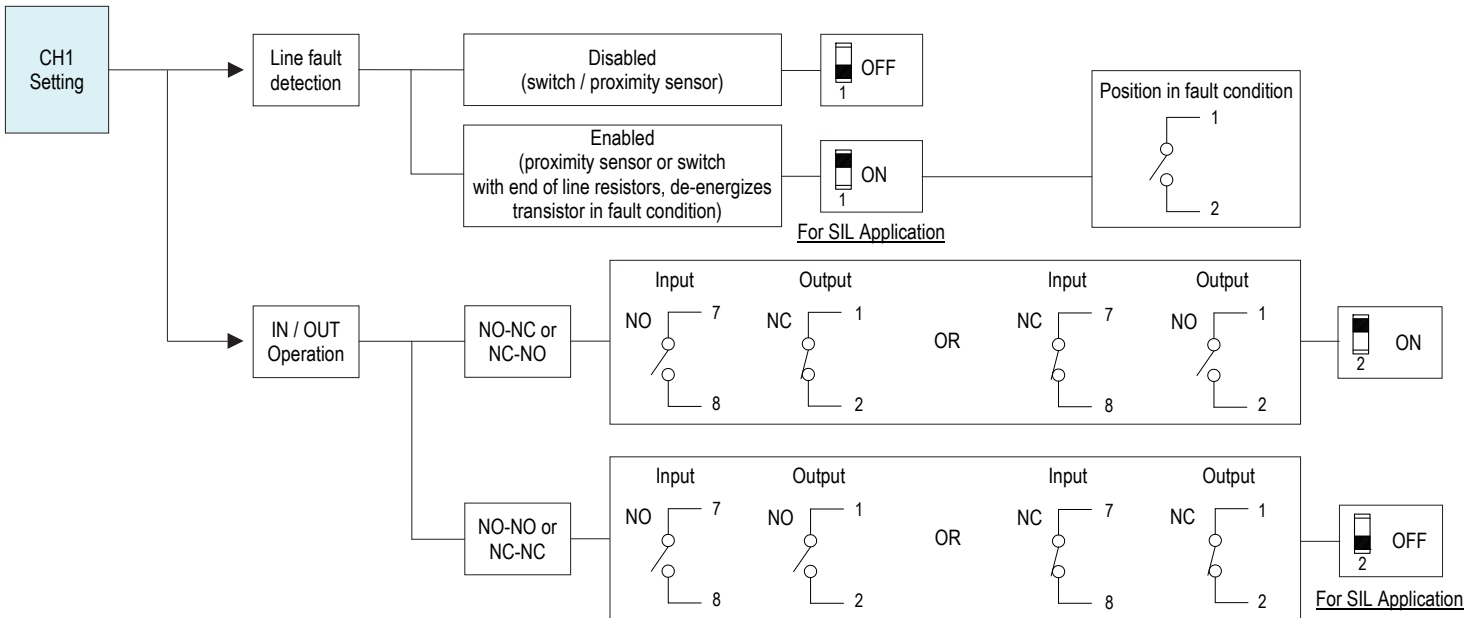 CH1
Setting
Line fault
detection
Disabled
(switch / proximity sensor)
OFF
1
Enabled
(proximity sensor or switch
with end of line resistors, de-energizes
transistor in fault condition)
ON
1
For SIL Application
Position in fault condition
1
2
IN / OUT
Operation
NO-NC or
NC-NO
Input Output Input Output
NO 7 NC 1 OR NC 7 NO 1
8 2 8 2
ON
2
NO-NO or
NC-NC
Input Output Input Output
NO 7 NO 1 OR NC 7 NC 1
8 2 8 2
OFF
2
For SIL Application